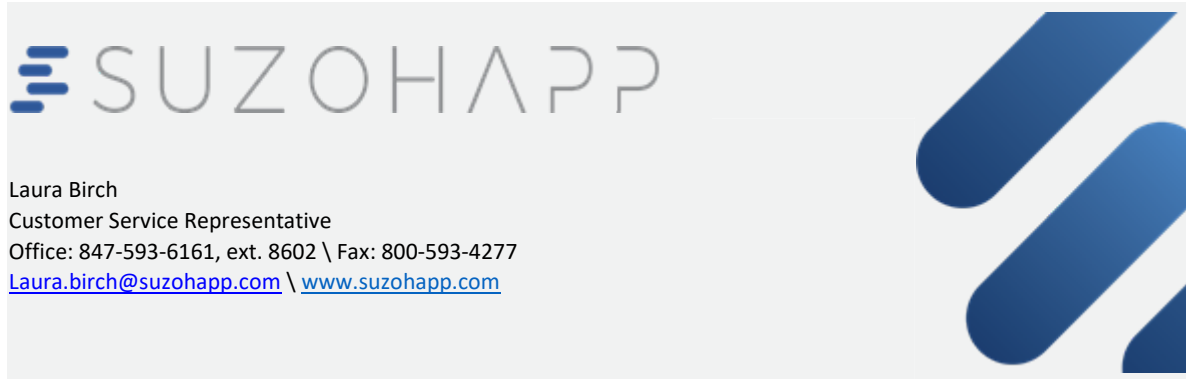 SUZOHAPP
Laura Birch
Customer Service Representative
Office: 847-593-6161, ext. 8602 \ Fax: 800-593-4277
Laura.birch@suzohapp.com \ www.suzohapp.com